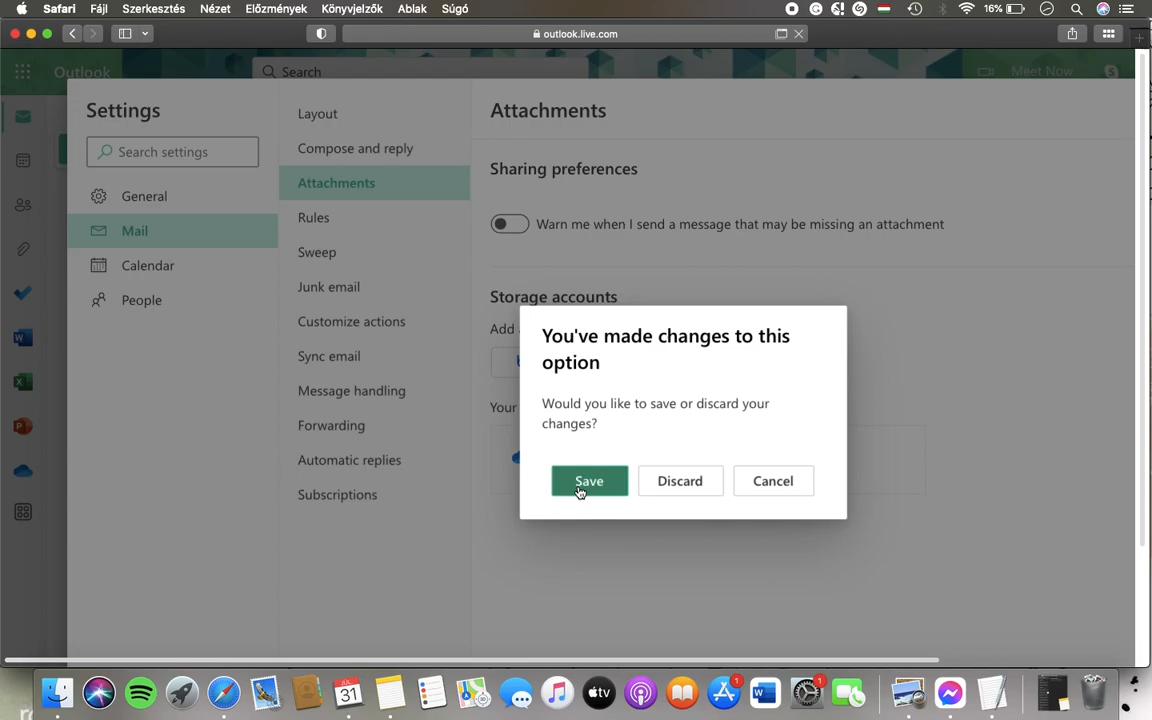 Safari Fájl Szerkesztés Nézet Előzmények Könyvjelzők Ablak Súgó 16%
outlook.live.com
Outlook Search Meet Now
Settings
Search settings
General
Mail
Calendar
People
Layout
Compose and reply
Attachments
Rules
Sweep
Junk email
Customize actions
Sync email
Message handling
Forwarding
Automatic replies
Subscriptions
Attachments
Sharing preferences
Warn me when I send a message that may be missing an attachment
Storage accounts
Add
Your
You've made changes to this
option
Would you like to save or discard your
changes?
Save Discard Cancel
JUL
31
tv
1
1